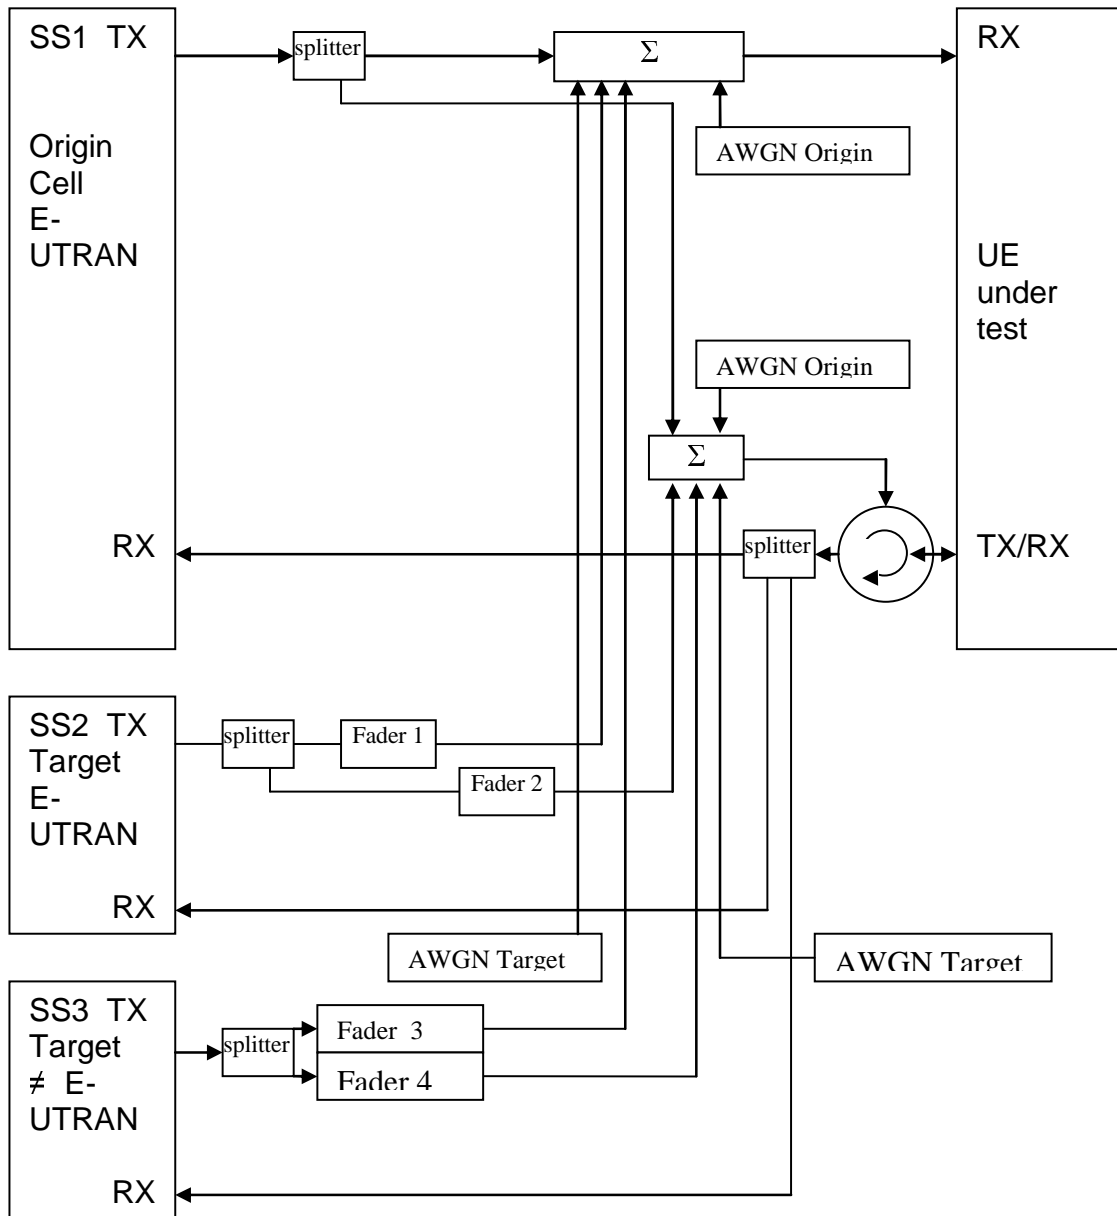 SS1 TX
splitter
Σ
RX
Origin
Cell
E-
UTRAN
AWGN Origin
UE
under
test
AWGN Origin
Σ
RX
splitter
TX/RX
SS2 TX
Target
E-
UTRAN
splitter
Fader 1
Fader 2
RX
AWGN Target
AWGN Target
SS3 TX
Target
≠ E-
UTRAN
splitter
Fader 3
Fader 4
RX